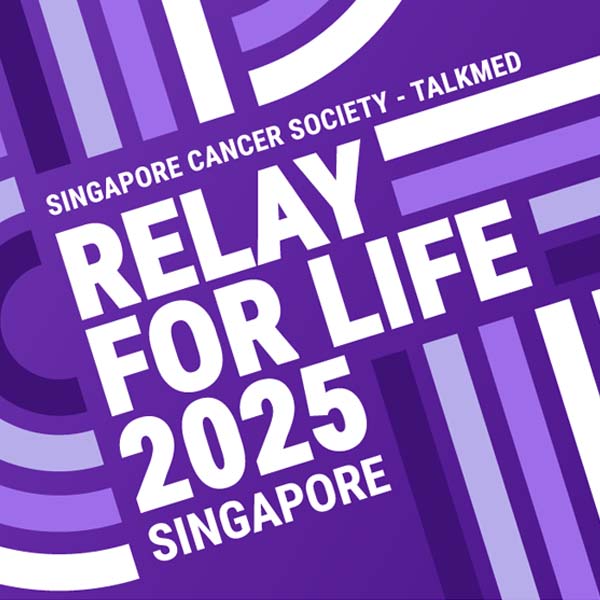 SINGAPORE CANCER SOCIETY - TALKMED
RELAY
FOR LIFE
2025
SINGAPORE